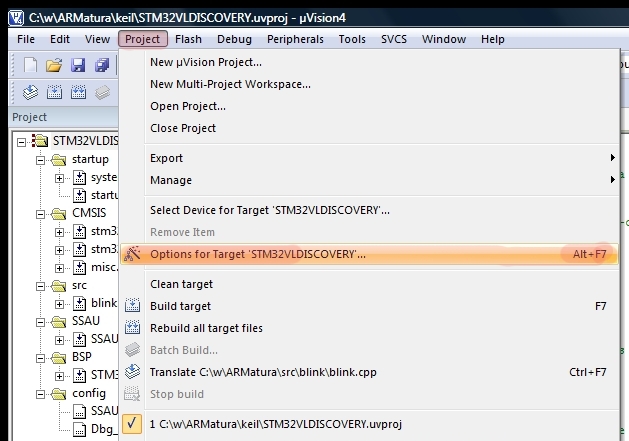 C:\w\ARMatura\keil\STM32VLDISCOVERY.uvproj - µVision4
File Edit View Project Flash Debug Peripherals Tools SVCS Window Help
Project
STM32VLDIS
startup
syste
startu
CMSIS
stm3
stm3
misc.
src
blink
SSAU
SSAU
BSP
STM3
config
SSAU
Dbg_
New µVision Project...
New Multi-Project Workspace...
Open Project...
Close Project
Export
Manage
Select Device for Target 'STM32VLDISCOVERY'...
Remove Item
Options for Target 'STM32VLDISCOVERY'... Alt+F7
Clean target
Build target F7
Rebuild all target files
Batch Build...
Translate C:\w\ARMatura\src\blink\blink.cpp Ctrl+F7
Stop build
1 C:\w\ARMatura\keil\STM32VLDISCOVERY.uvproj